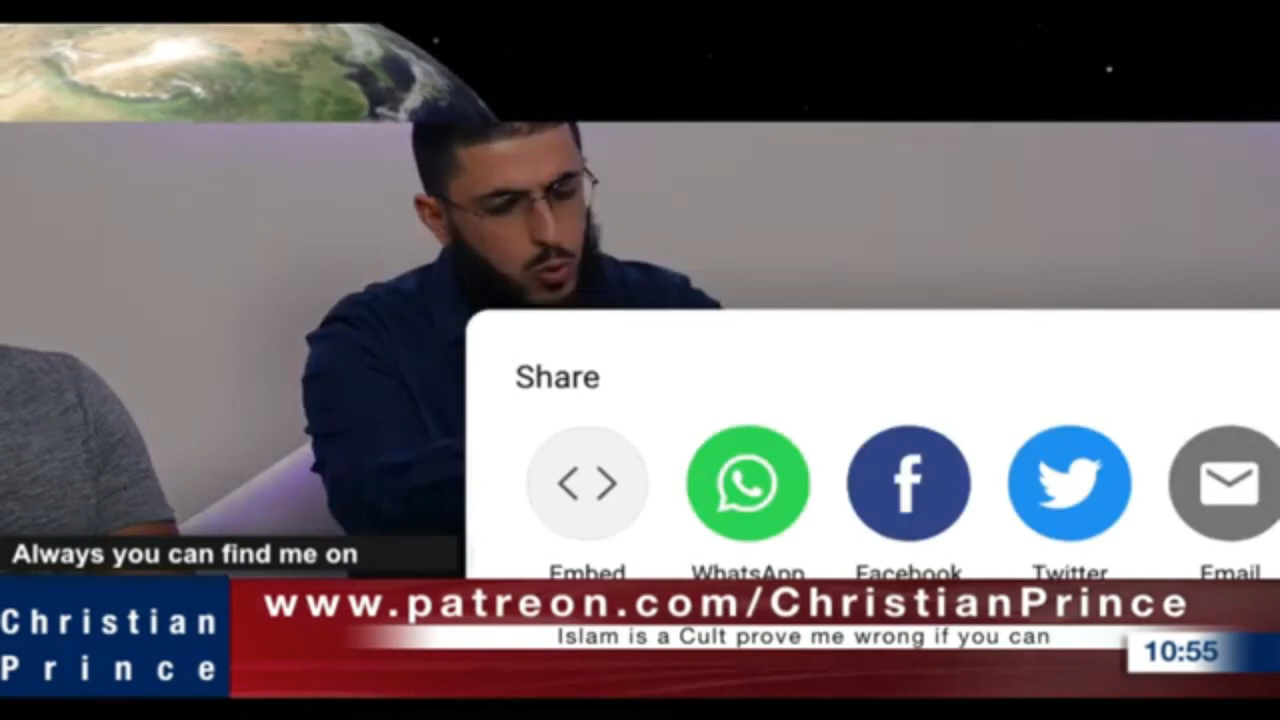 Share
Embed WhatsApp Facebook Twitter Email
Always you can find me on
Christian
Prince
www.patreon.com/ChristianPrince
Islam is a Cult prove me wrong if you can
10:55